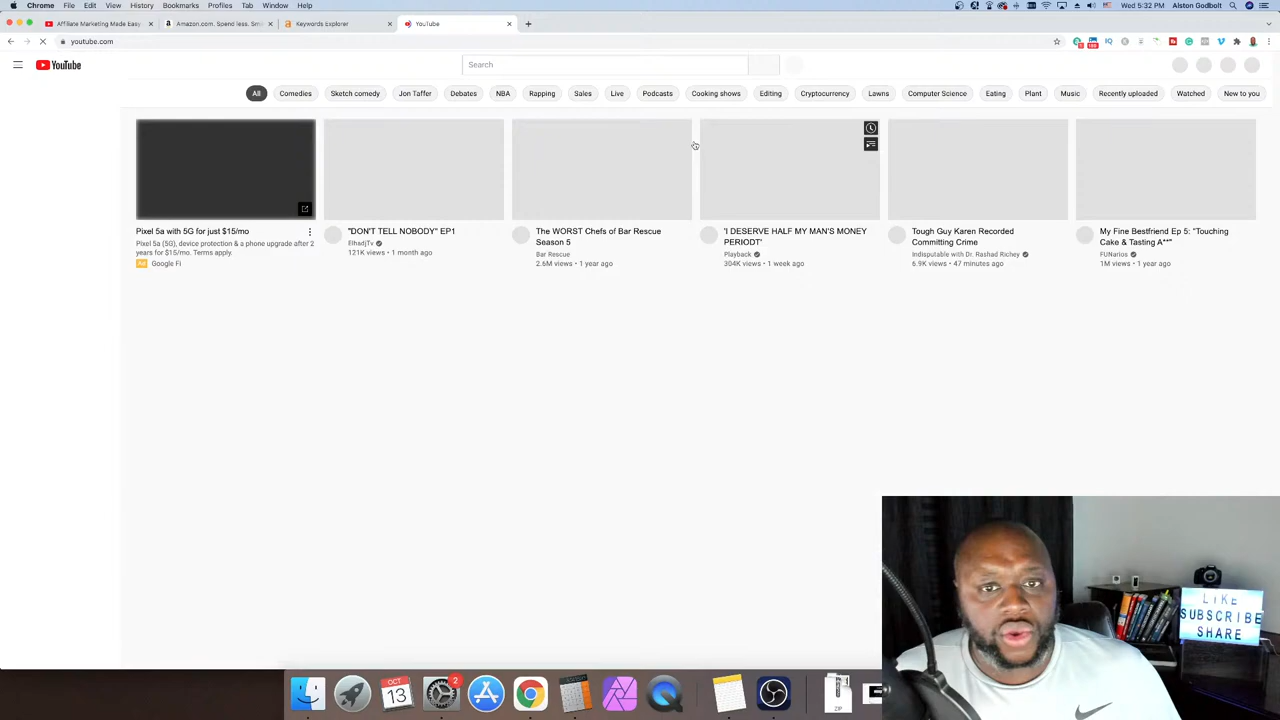 Chrome File Edit View History Bookmarks Profiles Tab Window Help
Wed 5:32 PM Alston Godbolt
Affiliate Marketing Made Easy
Amazon.com. Spend less. Smi
Keywords Explorer
YouTube
youtube.com
YouTube
Search
All Comedies Sketch comedy Jon Taffer Debates NBA Rapping Sales Live Podcasts Cooking shows Editing Cryptocurrency Lawns Computer Science Eating Plant Music Recently uploaded Watched New to you
Pixel 5a with 5G for just $15/mo
Pixel 5a (5G), device protection & a phone upgrade after 2
years for $15/mo. Terms apply.
Ad Google Fi
"DON'T TELL NOBODY" EP1
ElhadjTv
121K views • 1 month ago
The WORST Chefs of Bar Rescue
Season 5
Bar Rescue
2.6M views • 1 year ago
'I DESERVE HALF MY MAN'S MONEY
PERIODT'
Playback
304K views • 1 week ago
Tough Guy Karen Recorded
Committing Crime
Indisputable with Dr. Rashad Richey
6.9K views • 47 minutes ago
My Fine Bestfriend Ep 5: "Touching
Cake & Tasting A**"
FUNarios
1M views • 1 year ago
LIKE
SUBSCRIBE
SHARE
OCT
13
2
ZIP